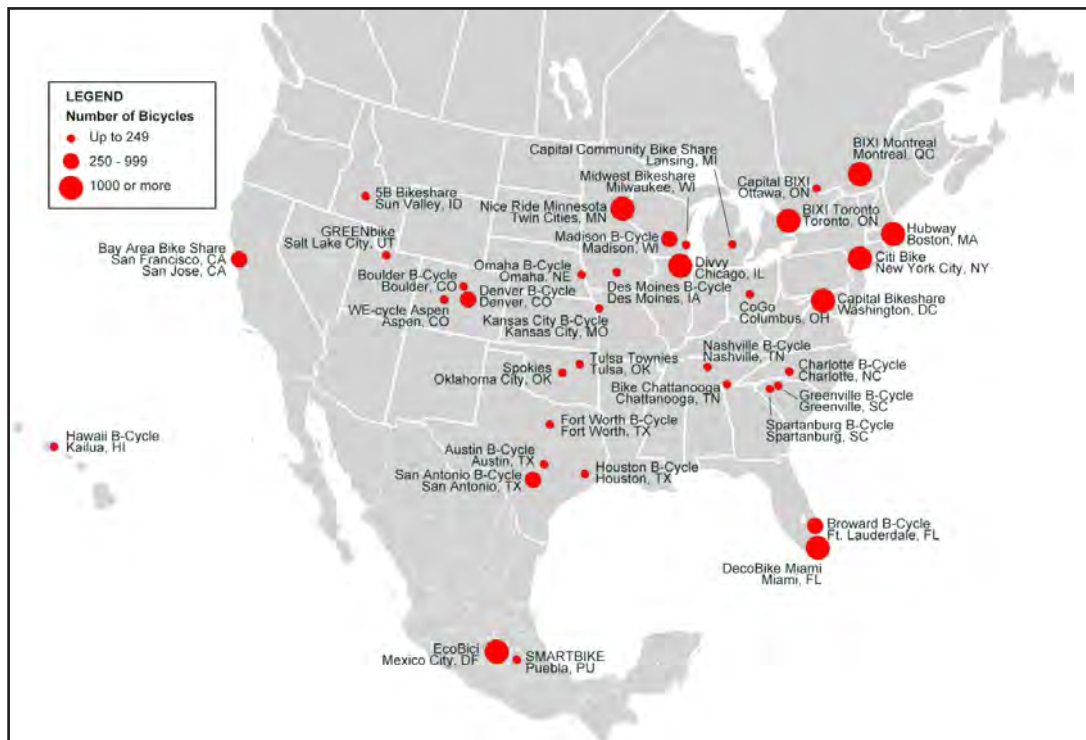 LEGEND
Number of Bicycles
Up to 249
250 - 999
1000 or more
BIXI Montreal
Montreal, QC
Capital Community Bike Share
Lansing, MI
Midwest Bikeshare
Milwaukee, WI
Capital BIXI
Ottawa, ON
5B Bikeshare
Sun Valley, ID
Nice Ride Minnesota
Twin Cities, MN
BIXI Toronto
Toronto, ON
Hubway
Boston, MA
GREENbike
Salt Lake City, UT
Madison B-Cycle
Madison, WI
Bay Area Bike Share
San Francisco, CA
San Jose, CA
Citi Bike
New York City, NY
Divvy
Chicago, IL
Omaha B-Cycle
Omaha, NE
Boulder B-Cycle
Boulder, CO
Denver B-Cycle
Denver, CO
Des Moines B-Cycle
Des Moines, IA
WE-cycle Aspen
Aspen, CO
Capital Bikeshare
Washington, DC
CoGo
Columbus, OH
Kansas City B-Cycle
Kansas City, MO
Nashville B-Cycle
Nashville, TN
Tulsa Townies
Tulsa, OK
Spokies
Oklahoma City, OK
Charlotte B-Cycle
Charlotte, NC
Bike Chattanooga
Chattanooga, TN
Greenville B-Cycle
Greenville, SC
Spartanburg B-Cycle
Spartanburg, SC
Fort Worth B-Cycle
Fort Worth, TX
Hawaii B-Cycle
Kailua, HI
Austin B-Cycle
Austin, TX
San Antonio B-Cycle
San Antonio, TX
Houston B-Cycle
Houston, TX
Broward B-Cycle
Ft. Lauderdale, FL
DecoBike Miami
Miami, FL
EcoBici
Mexico City, DF
SMARTBIKE
Puebla, PU